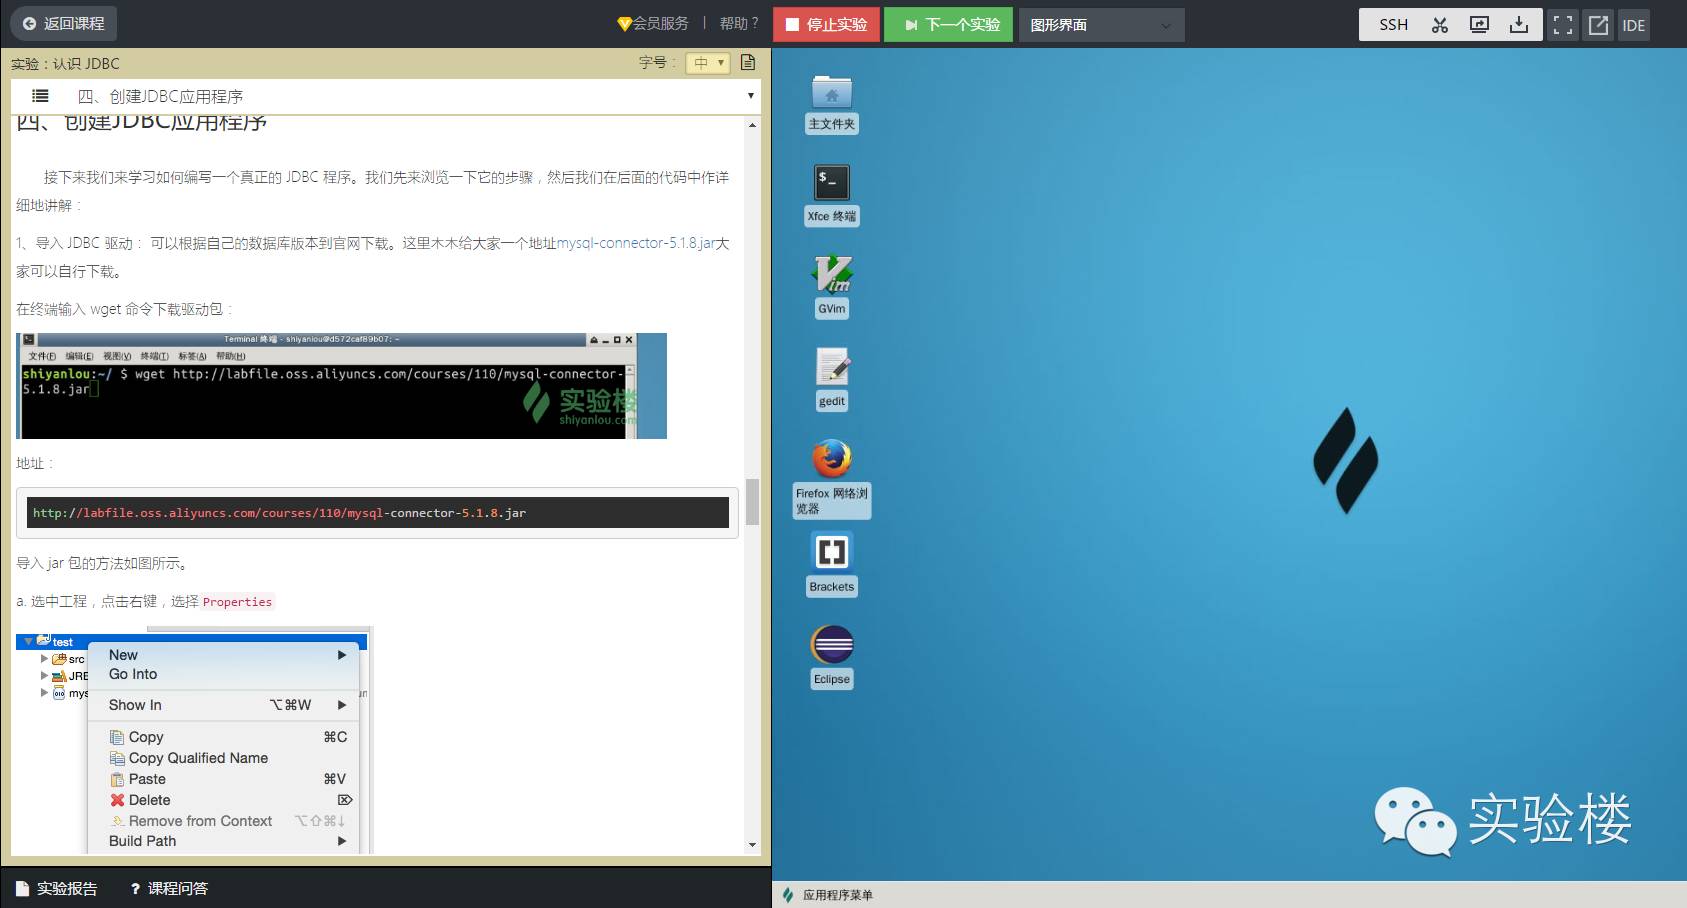 返回课程
会员服务 | 帮助 ?
停止实验
下一个实验
图形界面
SSH
IDE
实验：认识 JDBC
字号： 中
四、创建JDBC应用程序
四、创建JDBC应用程序
接下来我们来学习如何编写一个真正的 JDBC 程序。我们先来浏览一下它的步骤，然后我们在后面的代码中作详
细地讲解：
1、导入 JDBC 驱动： 可以根据自己的数据库版本到官网下载。这里木木给大家一个地址mysql-connector-5.1.8.jar大
家可以自行下载。
在终端输入 wget 命令下载驱动包：
Terminal 终端 - shiyanlou@d572caf89b07: ~
文件(F) 编辑(E) 视图(V) 终端(T) 标签(A) 帮助(H)
shiyanlou:~/ $ wget http://labfile.oss.aliyuncs.com/courses/110/mysql-connector-
5.1.8.jar
实验楼
shiyanlou.com
地址：
http://labfile.oss.aliyuncs.com/courses/110/mysql-connector-5.1.8.jar
导入 jar 包的方法如图所示。
a. 选中工程，点击右键，选择 Properties
test
src
JRE
mys
New
Go Into
Show In ⌥⌘W
Copy ⌘C
Copy Qualified Name
Paste ⌘V
Delete ⌦
Remove from Context ⌥⇧⌘↓
Build Path
实验报告
? 课程问答
主文件夹
$_
Xfce 终端
Vim
GVim
gedit
Firefox 网络浏
览器
Brackets
Eclipse
实验楼
应用程序菜单